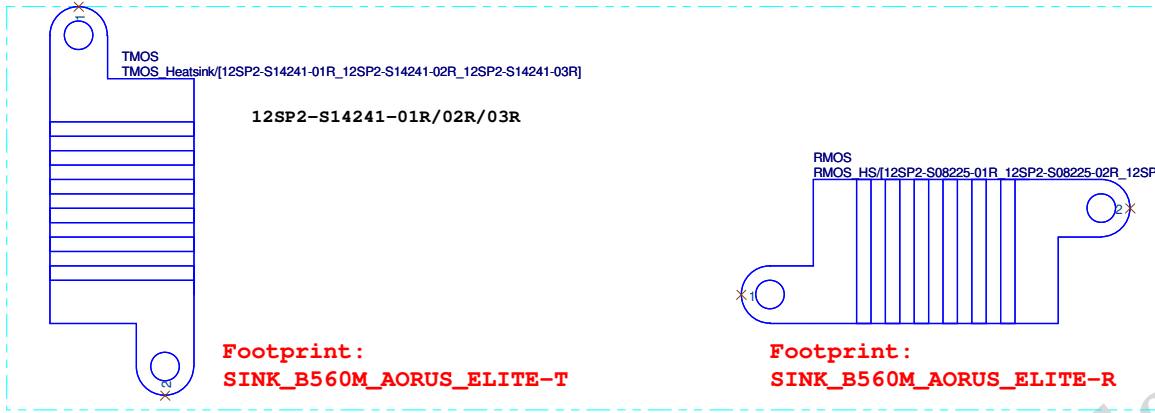 1
TMOS
TMOS_Heatsink/[12SP2-S14241-01R_12SP2-S14241-02R_12SP2-S14241-03R]
12SP2-S14241-01R/02R/03R
2
Footprint:
SINK_B560M_AORUS_ELITE-T
RMOS
RMOS_HS/[12SP2-S08225-01R_12SP2-S08225-02R_12SP
2
1
Footprint:
SINK_B560M_AORUS_ELITE-R